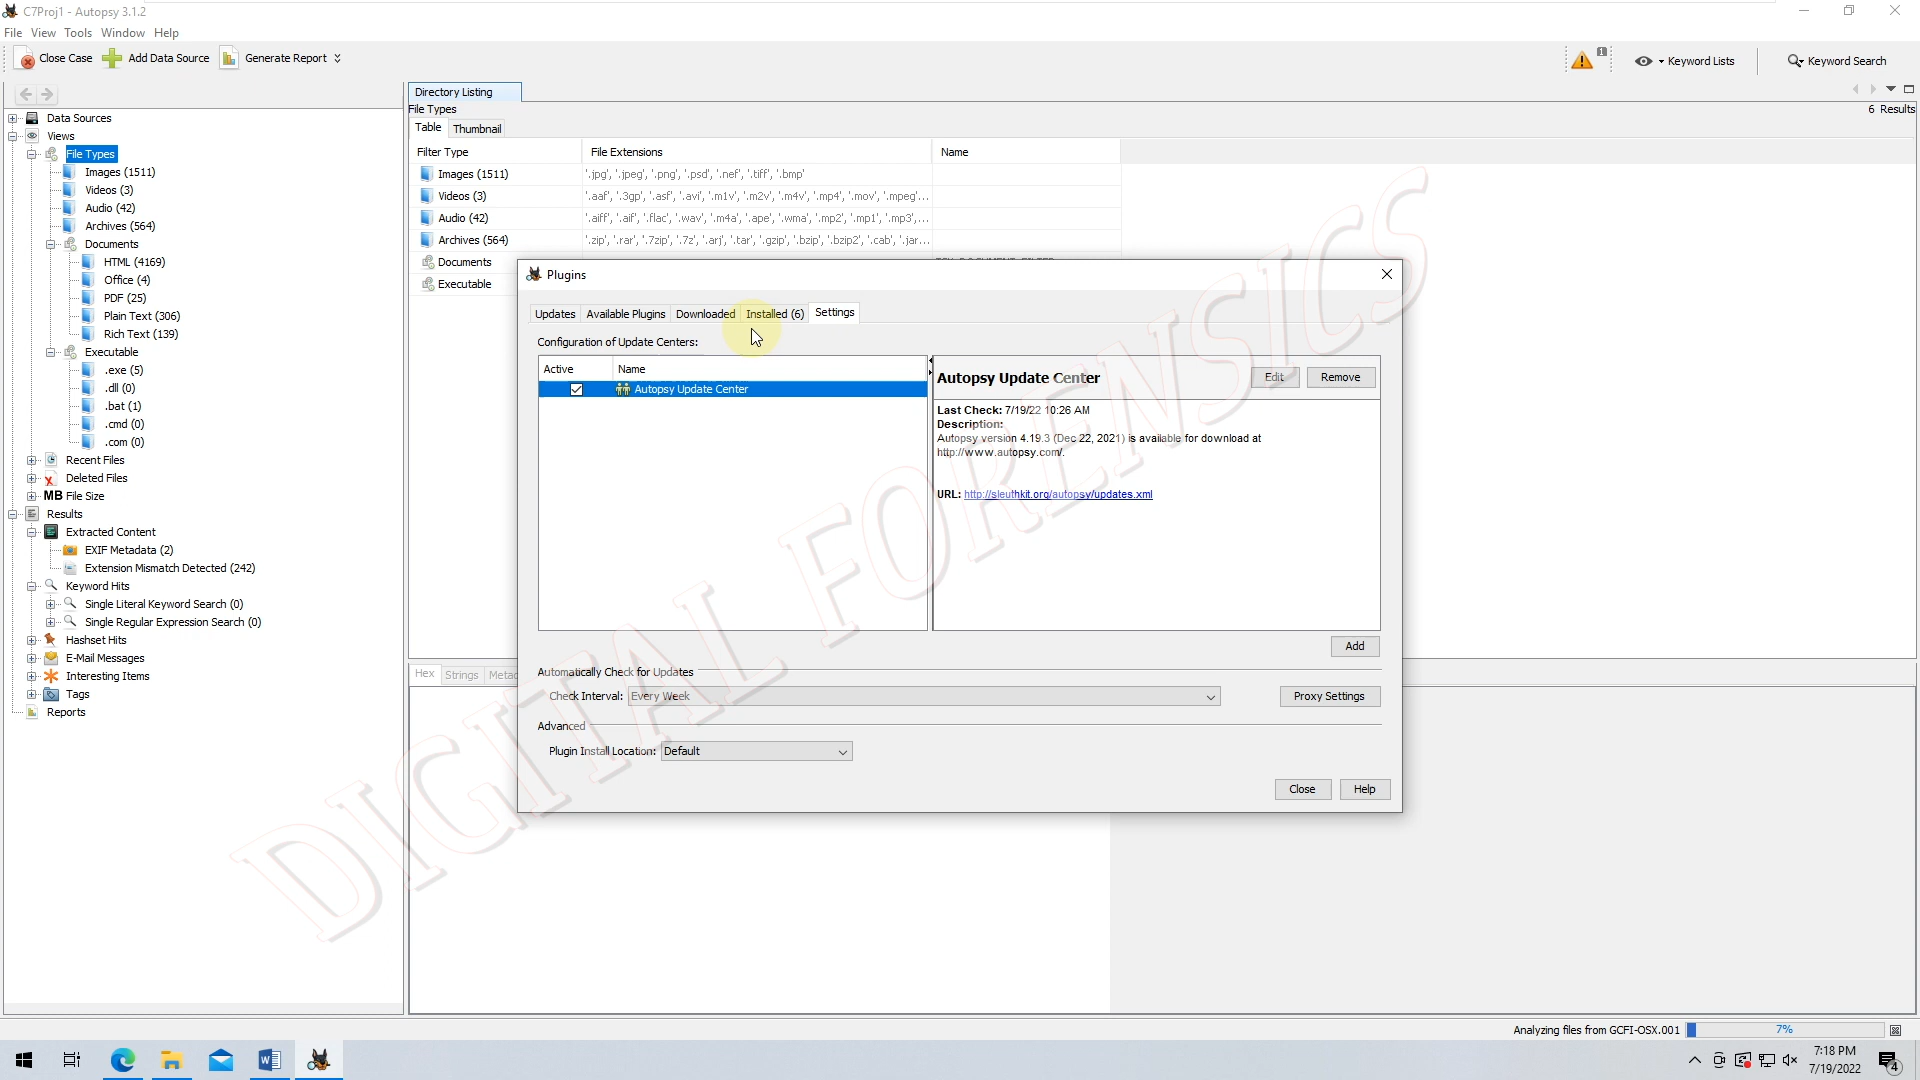 C7Proj1 - Autopsy 3.1.2
File View Tools Window Help
Close Case Add Data Source Generate Report
1 Keyword Lists Keyword Search
Directory Listing
File Types
6 Results
Table Thumbnail
Filter Type File Extensions Name
Images (1511) '.jpg', '.jpeg', '.png', '.psd', '.nef', '.tiff', '.bmp'
Videos (3) '.aaf', '.3gp', '.asf', '.avi', '.m1v', '.m2v', '.m4v', '.mp4', '.mov', '.mpeg'...
Audio (42) '.aiff', '.aif', '.flac', '.wav', '.m4a', '.ape', '.wma', '.mp2', '.mp1', '.mp3',...
Archives (564) '.zip', '.rar', '.7zip', '.7z', '.arj', '.tar', '.gzip', '.bzip', '.bzip2', '.cab', '.jar...
Documents
Executable
Data Sources
Views
File Types
Images (1511)
Videos (3)
Audio (42)
Archives (564)
Documents
HTML (4169)
Office (4)
PDF (25)
Plain Text (306)
Rich Text (139)
Executable
.exe (5)
.dll (0)
.bat (1)
.cmd (0)
.com (0)
Recent Files
Deleted Files
MB File Size
Results
Extracted Content
EXIF Metadata (2)
Extension Mismatch Detected (242)
Keyword Hits
Single Literal Keyword Search (0)
Single Regular Expression Search (0)
Hashset Hits
E-Mail Messages
Interesting Items
Tags
Reports
Plugins
Updates Available Plugins Downloaded Installed (6) Settings
Configuration of Update Centers:
Active Name
Autopsy Update Center
Autopsy Update Center Edit Remove
Last Check: 7/19/22 10:26 AM
Description:
Autopsy version 4.19.3 (Dec 22, 2021) is available for download at
http://www.autopsy.com/.
URL: http://sleuthkit.org/autopsy/updates.xml
Add
Automatically Check for Updates
Check Interval: Every Week Proxy Settings
Advanced
Plugin Install Location: Default
Close Help
Hex Strings
DIGITAL FORENSICS
Analyzing files from GCFI-OSX.001 7%
7:18 PM
7/19/2022
4